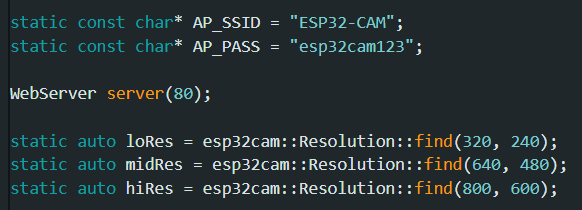 static const char* AP_SSID = "ESP32-CAM";
static const char* AP_PASS = "esp32cam123";
WebServer server(80);
static auto loRes = esp32cam::Resolution::find(320, 240);
static auto midRes = esp32cam::Resolution::find(640, 480);
static auto hiRes = esp32cam::Resolution::find(800, 600);